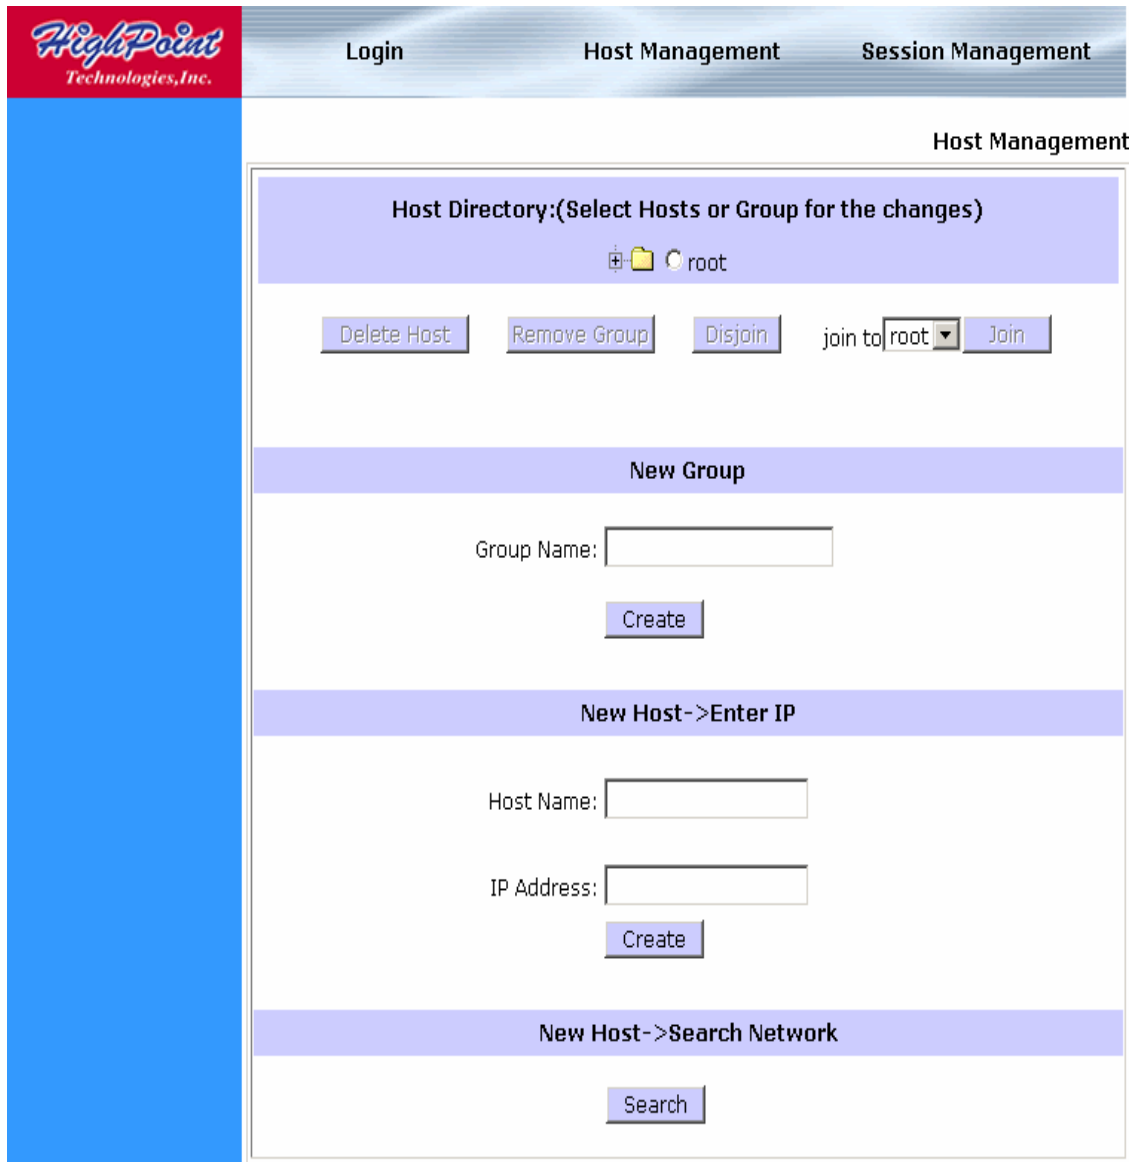 HighPoint
Technologies,Inc.
Login Host Management Session Management
Host Management
Host Directory:(Select Hosts or Group for the changes)
root
Delete Host Remove Group Disjoin join to root Join
New Group
Group Name:
Create
New Host->Enter IP
Host Name:
IP Address:
Create
New Host->Search Network
Search